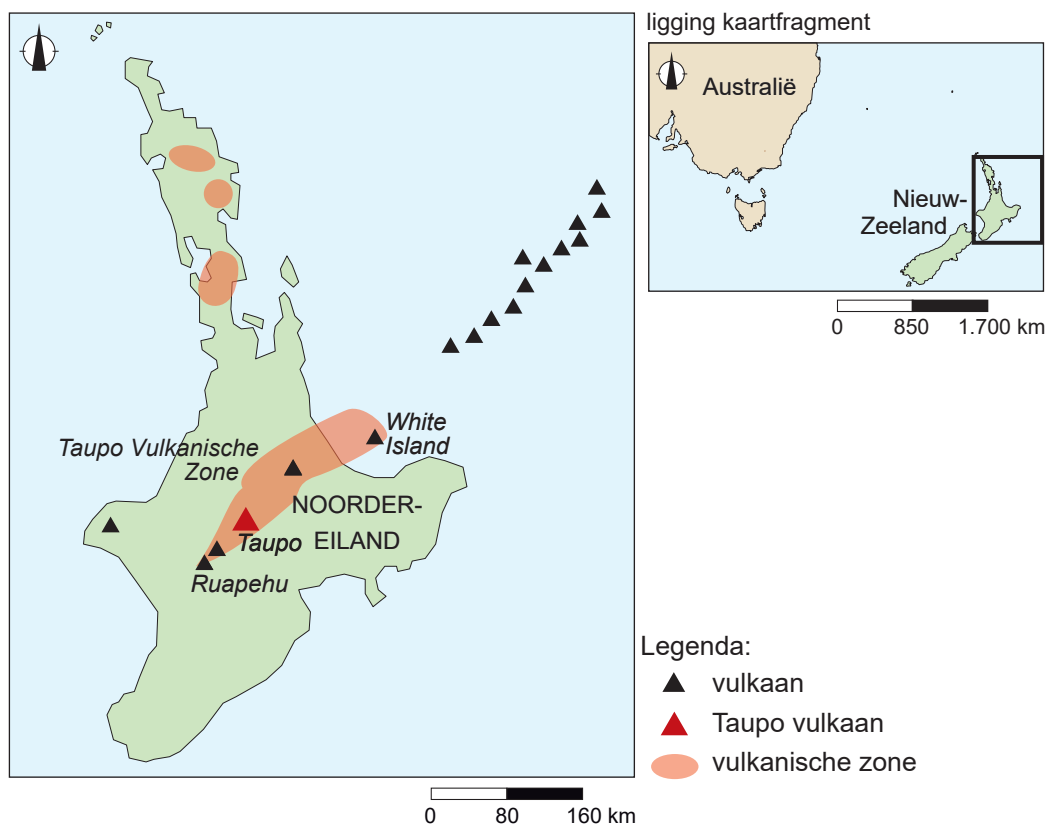 ligging kaartfragment
Australië
Nieuw-
Zeeland
0 850 1.700 km
White
Island
Taupo Vulkanische
Zone
NOORDER-
EILAND
Taupo
Ruapehu
0 80 160 km
Legenda:
vulkaan
Taupo vulkaan
vulkanische zone